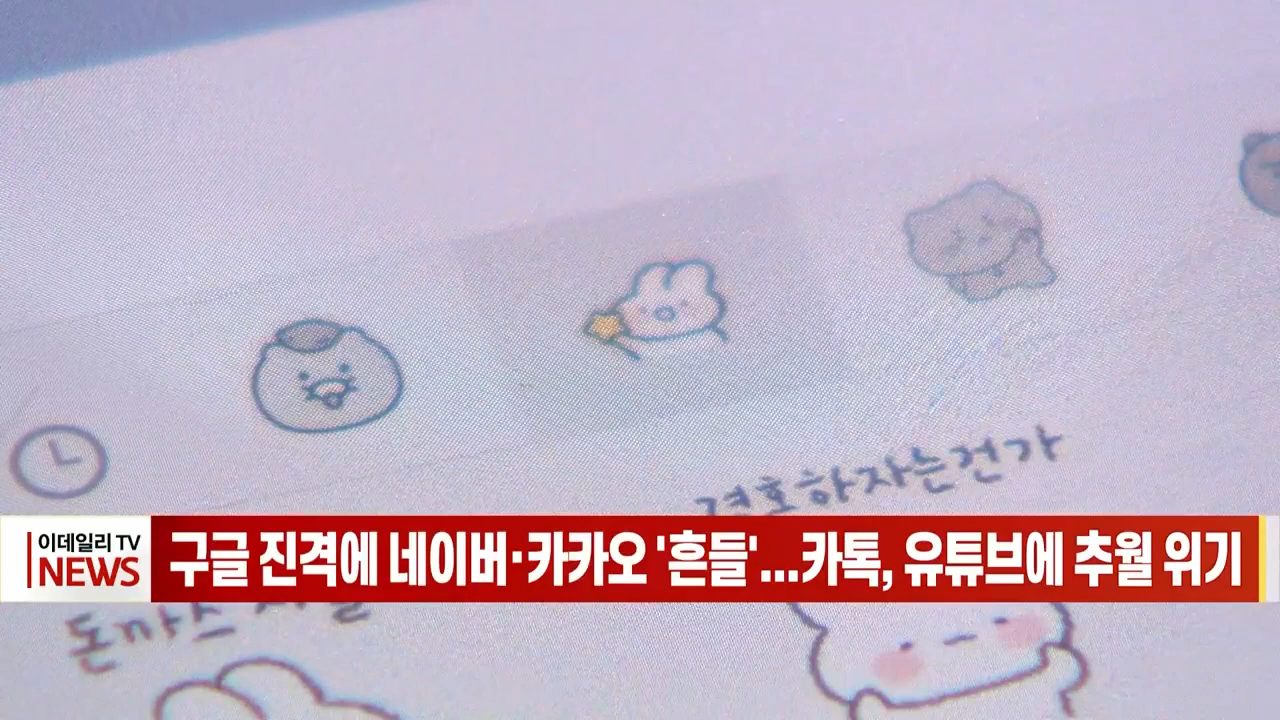 결혼하자는건가
이데일리 TV
NEWS
구글 진격에 네이버·카카오 '흔들'...카톡, 유튜브에 추월 위기
돈까스